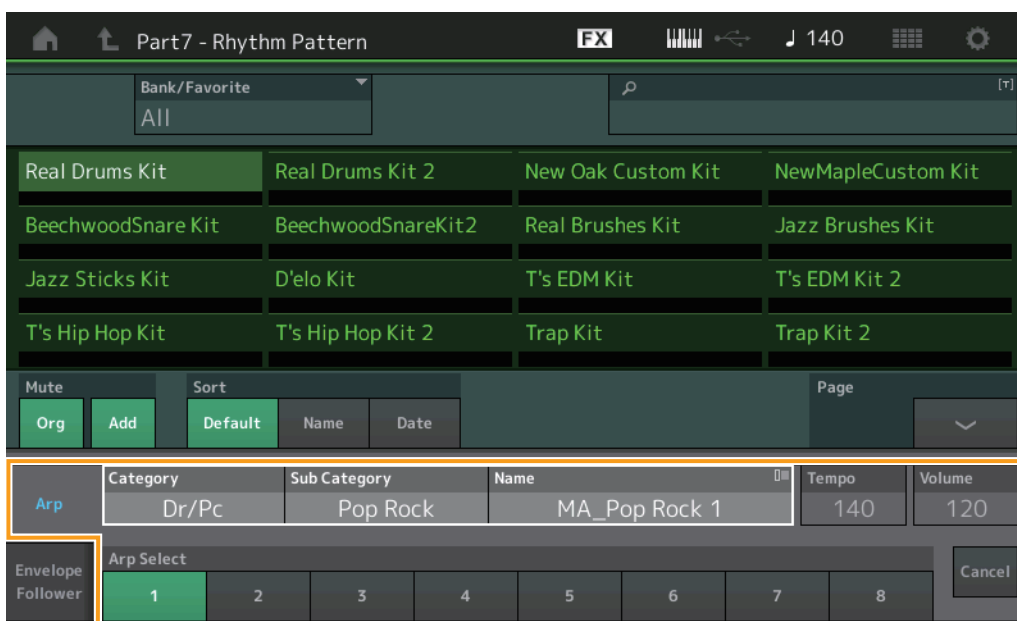 Part7 - Rhythm Pattern FX ♩ 140
Bank/Favorite [T]
All
Real Drums Kit Real Drums Kit 2 New Oak Custom Kit NewMapleCustom Kit
BeechwoodSnare Kit BeechwoodSnareKit2 Real Brushes Kit Jazz Brushes Kit
Jazz Sticks Kit D'elo Kit T's EDM Kit T's EDM Kit 2
T's Hip Hop Kit T's Hip Hop Kit 2 Trap Kit Trap Kit 2
Mute Sort Page
Org Add Default Name Date
Arp Category Sub Category Name Tempo Volume
Dr/Pc Pop Rock MA_Pop Rock 1 140 120
Envelope Follower Arp Select Cancel
1 2 3 4 5 6 7 8